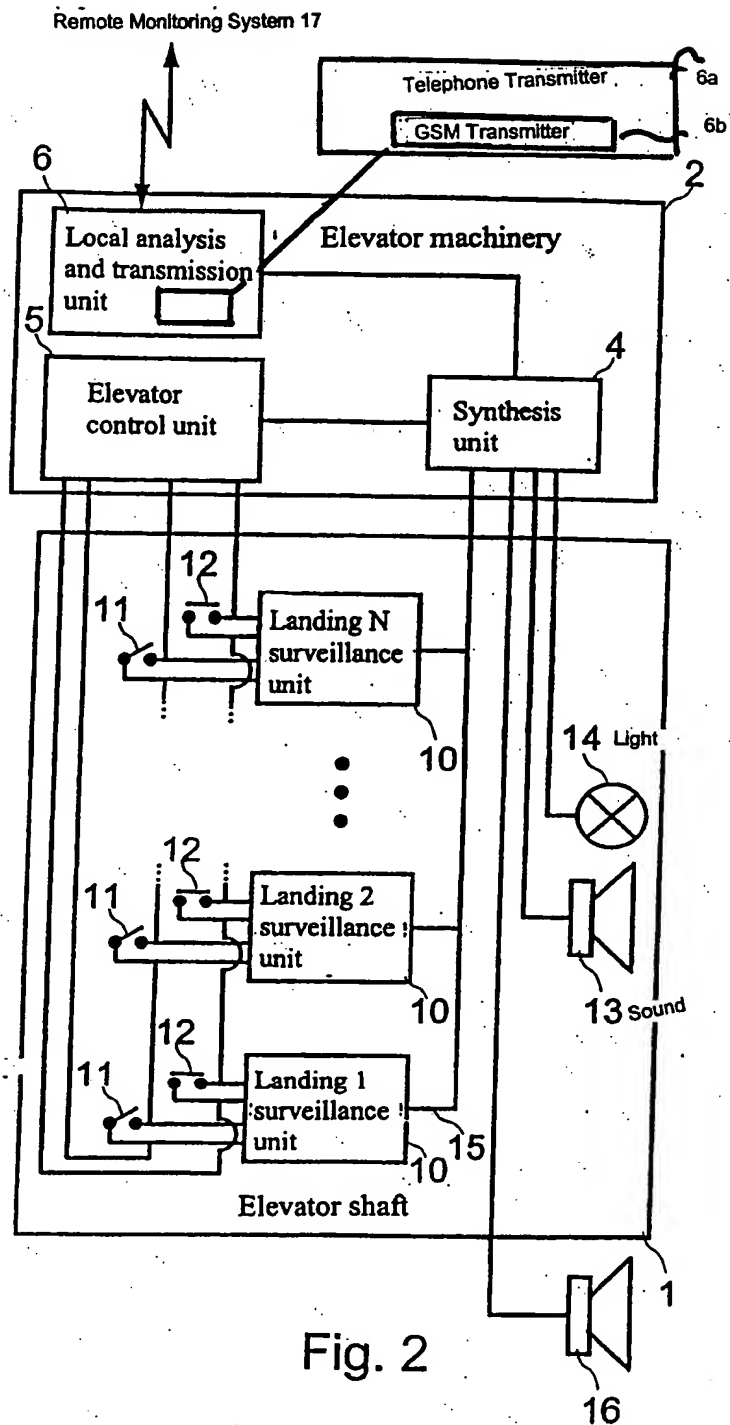 Remote Monitoring System 17
Telephone Transmitter
6a
GSM Transmitter
6b
2
6
Local analysis
and transmission
unit
Elevator machinery
5
Elevator
control unit
4
Synthesis
unit
12
11
Landing N
surveillance
unit
10
14 Light
12
11
Landing 2
surveillance
unit
10
13 Sound
12
11
Landing 1
surveillance
unit
15
10
Elevator shaft
1
Fig. 2
16